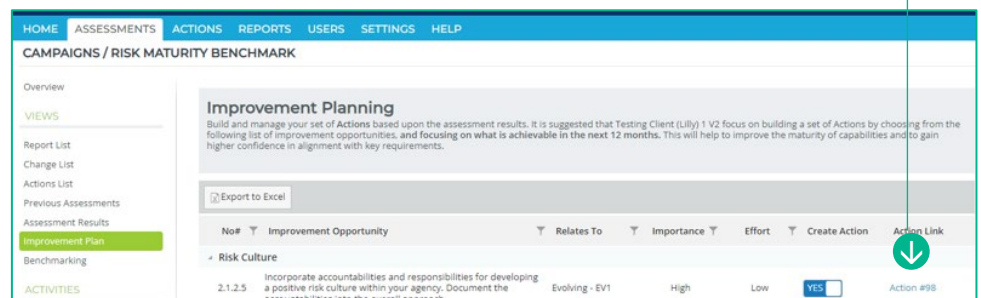 HOME ASSESSMENTS ACTIONS REPORTS USERS SETTINGS HELP
CAMPAIGNS / RISK MATURITY BENCHMARK
Overview
VIEWS
Report List
Change List
Actions List
Previous Assessments
Assessment Results
Improvement Plan
Benchmarking
ACTIVITIES
Improvement Planning
Build and manage your set of Actions based upon the assessment results. It is suggested that Testing Client (Lilly) 1 V2 focus on building a set of Actions by choosing from the
following list of improvement opportunities, and focusing on what is achievable in the next 12 months. This will help to improve the maturity of capabilities and to gain
higher confidence in alignment with key requirements.
Export to Excel
No# Improvement Opportunity Relates To Importance Effort Create Action Action Link
Risk Culture
Incorporate accountabilities and responsibilities for developing
2.1.2.5 a positive risk culture within your agency. Document the Evolving - EV1 High Low YES Action #98
accountabilities into the overall approach